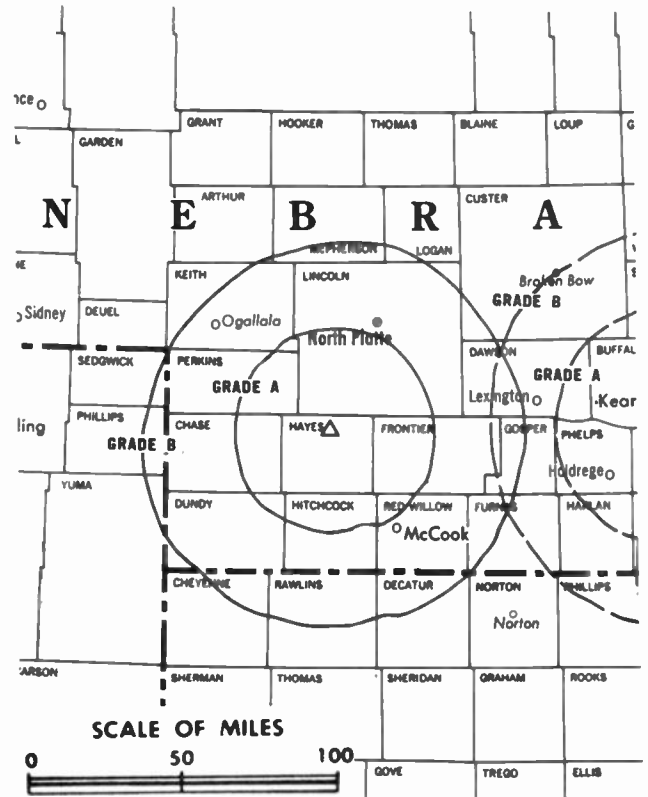 nce
GRANT HOOKER THOMAS BLAINE LOUP G
L GARDEN
ARTHUR CUSTER
N E B R A
McPHERSON LOGAN
KEITH LINCOLN
Broken Bow
GRADE B
Sidney DEUEL Ogallala
North Platte
SEDGWICK PERKINS DAWSON BUFFAL
GRADE A GRADE A
Lexington Kear
PHILLIPS
ling CHASE HAYES FRONTIER GOSPER PHELPS
GRADE B
Holdrege
YUMA
DUNDY HITCHCOCK RED WILLOW FURNAS HARLAN
McCook
CHEYENNE RAWLINS DECATUR NORTON PHILLIPS
Norton
ARSON SHERMAN THOMAS SHERIDAN GRAHAM ROOKS
SCALE OF MILES
0 50 100
GOVE TREGO ELLIS